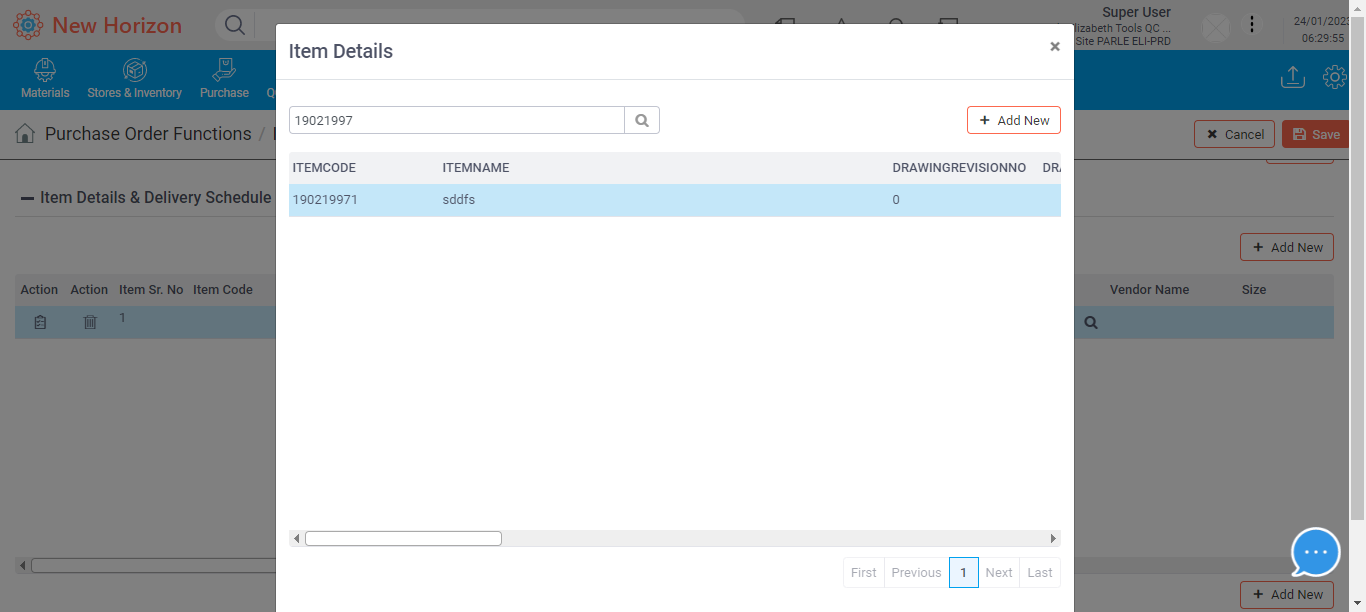 New Horizon
Super User
lizabeth Tools QC ...
Site PARLE ELI-PRD
24/01/2023
06:29:55
Materials
Stores & Inventory
Purchase
Purchase Order Functions /
Cancel
Save
Item Details & Delivery Schedule
+ Add New
Action Action Item Sr. No Item Code
Vendor Name Size
1
Item Details
×
19021997
+ Add New
ITEMCODE ITEMNAME DRAWINGREVISIONNO DRA
190219971 sddfs 0
First Previous 1 Next Last
+ Add New